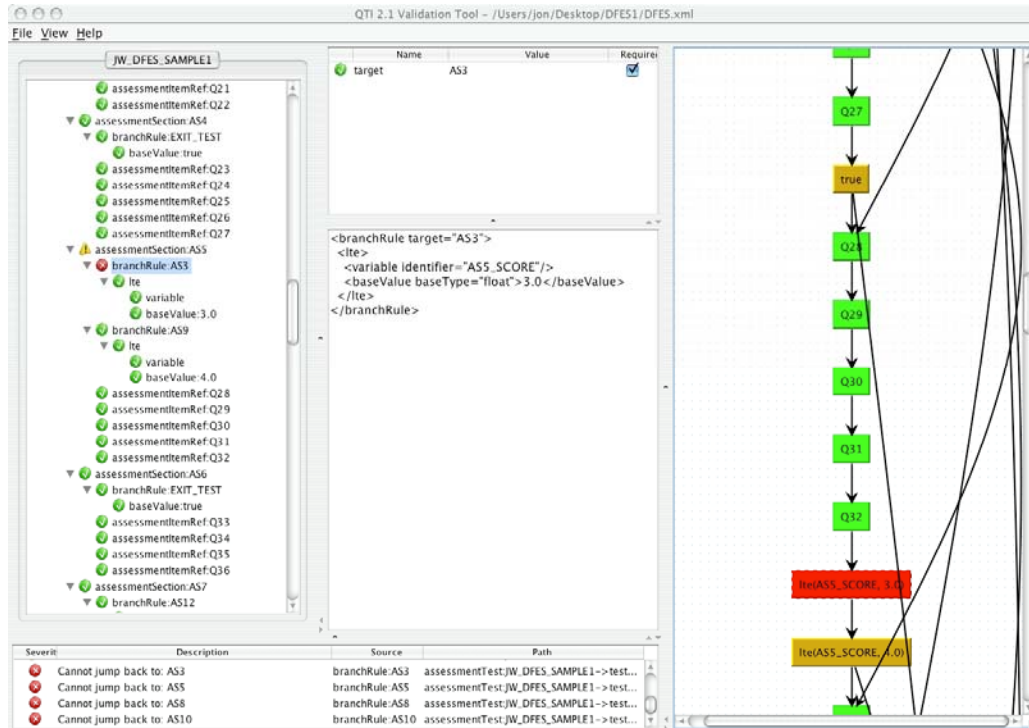 QTI 2.1 Validation Tool – /Users/jon/Desktop/DFES1/DFES.xml
File View Help
JW_DFES_SAMPLE1
assessmentItemRef:Q21
assessmentItemRef:Q22
assessmentSection:AS4
branchRule:EXIT_TEST
baseValue:true
assessmentItemRef:Q23
assessmentItemRef:Q24
assessmentItemRef:Q25
assessmentItemRef:Q26
assessmentItemRef:Q27
assessmentSection:AS5
branchRule:AS3
lte
variable
baseValue:3.0
branchRule:AS9
lte
variable
baseValue:4.0
assessmentItemRef:Q28
assessmentItemRef:Q29
assessmentItemRef:Q30
assessmentItemRef:Q31
assessmentItemRef:Q32
assessmentSection:AS6
branchRule:EXIT_TEST
baseValue:true
assessmentItemRef:Q33
assessmentItemRef:Q34
assessmentItemRef:Q35
assessmentItemRef:Q36
assessmentSection:AS7
branchRule:AS12
Name Value Require
target AS3
<branchRule target="AS3">
<lte>
<variable identifier="AS5_SCORE"/>
<baseValue baseType="float">3.0</baseValue>
</lte>
</branchRule>
Q27
true
Q28
Q29
Q30
Q31
Q32
lte(AS5_SCORE, 3.0)
lte(AS5_SCORE, 4.0)
Severit Description Source Path
Cannot jump back to: AS3 branchRule:AS3 assessmentTest:JW_DFES_SAMPLE1->test...
Cannot jump back to: AS5 branchRule:AS5 assessmentTest:JW_DFES_SAMPLE1->test...
Cannot jump back to: AS8 branchRule:AS8 assessmentTest:JW_DFES_SAMPLE1->test...
Cannot jump back to: AS10 branchRule:AS10 assessmentTest:JW_DFES_SAMPLE1->test...